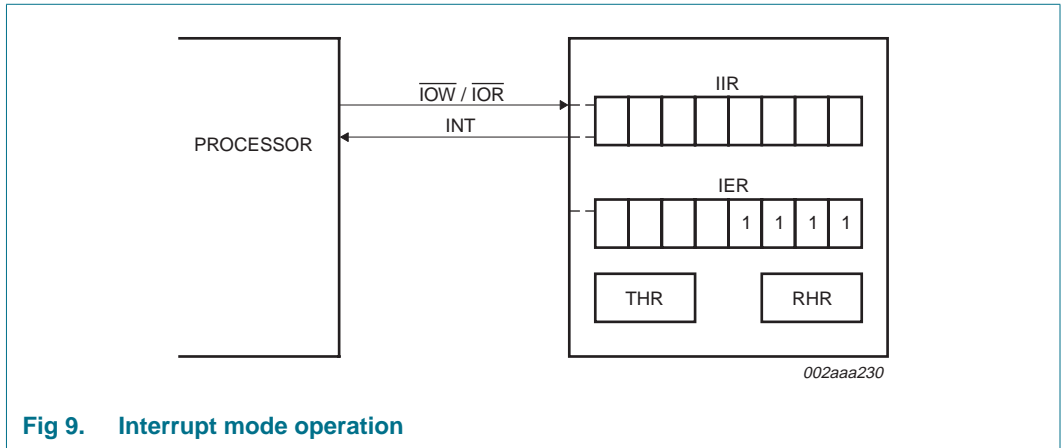 IOW / IOR
INT
PROCESSOR
IIR
IER
1 1 1 1
THR
RHR
002aaa230
Fig 9. Interrupt mode operation